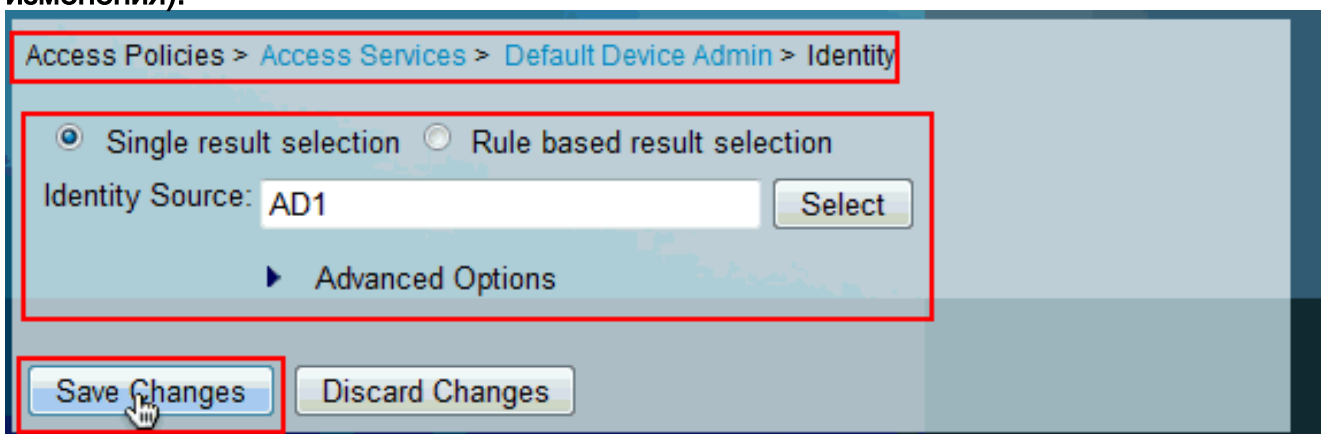 изменения).
Access Policies > Access Services > Default Device Admin > Identity
Single result selection Rule based result selection
Identity Source: AD1 Select
Advanced Options
Save Changes Discard Changes